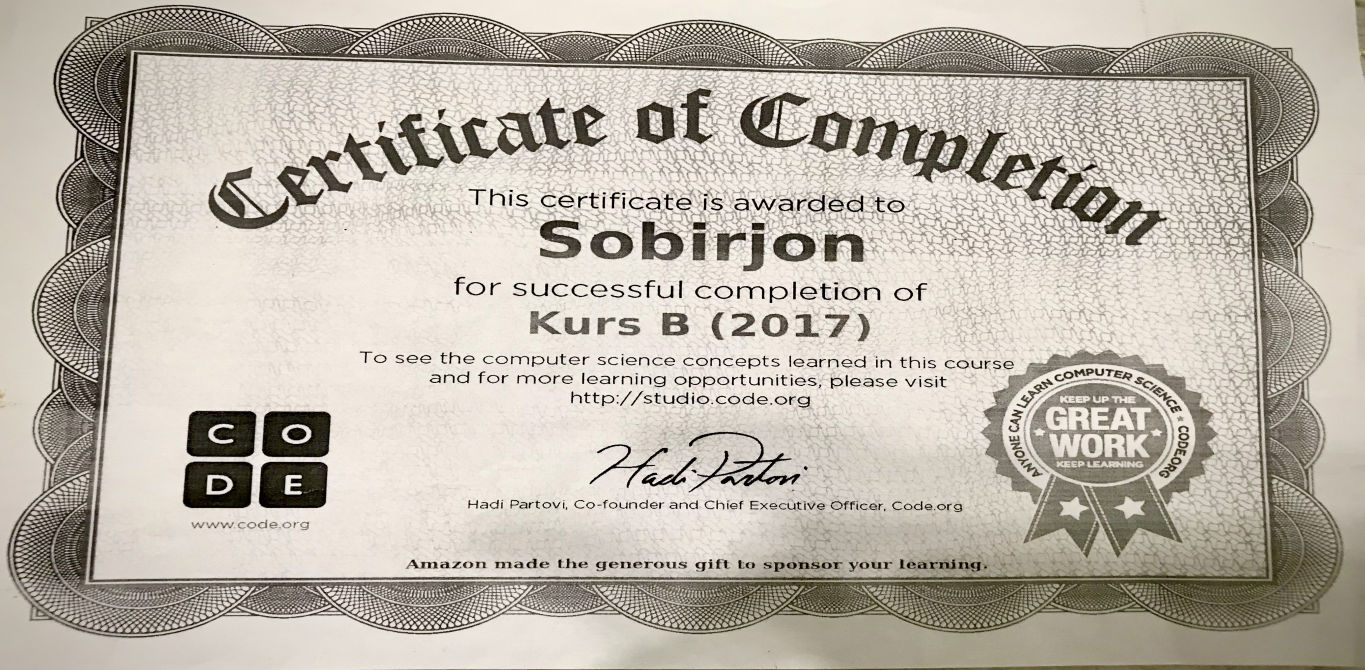 Certificate of Completion
This certificate is awarded to
Sobirjon
for successful completion of
Kurs B (2017)
To see the computer science concepts learned in this course
and for more learning opportunities, please visit
http://studio.code.org
C O
D E
www.code.org
Hadi Partovi
Hadi Partovi, Co-founder and Chief Executive Officer, Code.org
ANYONE CAN LEARN COMPUTER SCIENCE ★ CODE.ORG
KEEP UP THE
GREAT
WORK
KEEP LEARNING
Amazon made the generous gift to sponsor your learning.